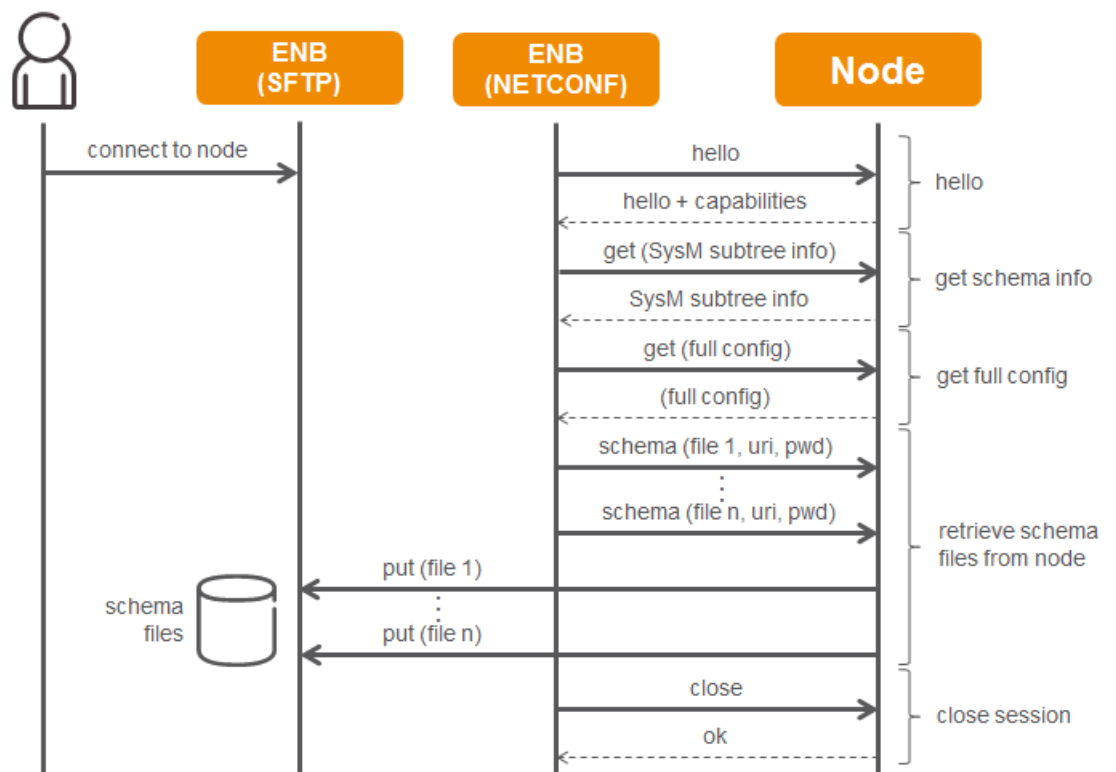 ENB
(SFTP)
ENB
(NETCONF)
Node
connect to node
hello
hello + capabilities
hello
get (SysM subtree info)
SysM subtree info
get schema info
get (full config)
(full config)
get full config
schema (file 1, uri, pwd)
schema (file n, uri, pwd)
retrieve schema
files from node
put (file 1)
schema
files
put (file n)
close
ok
close session